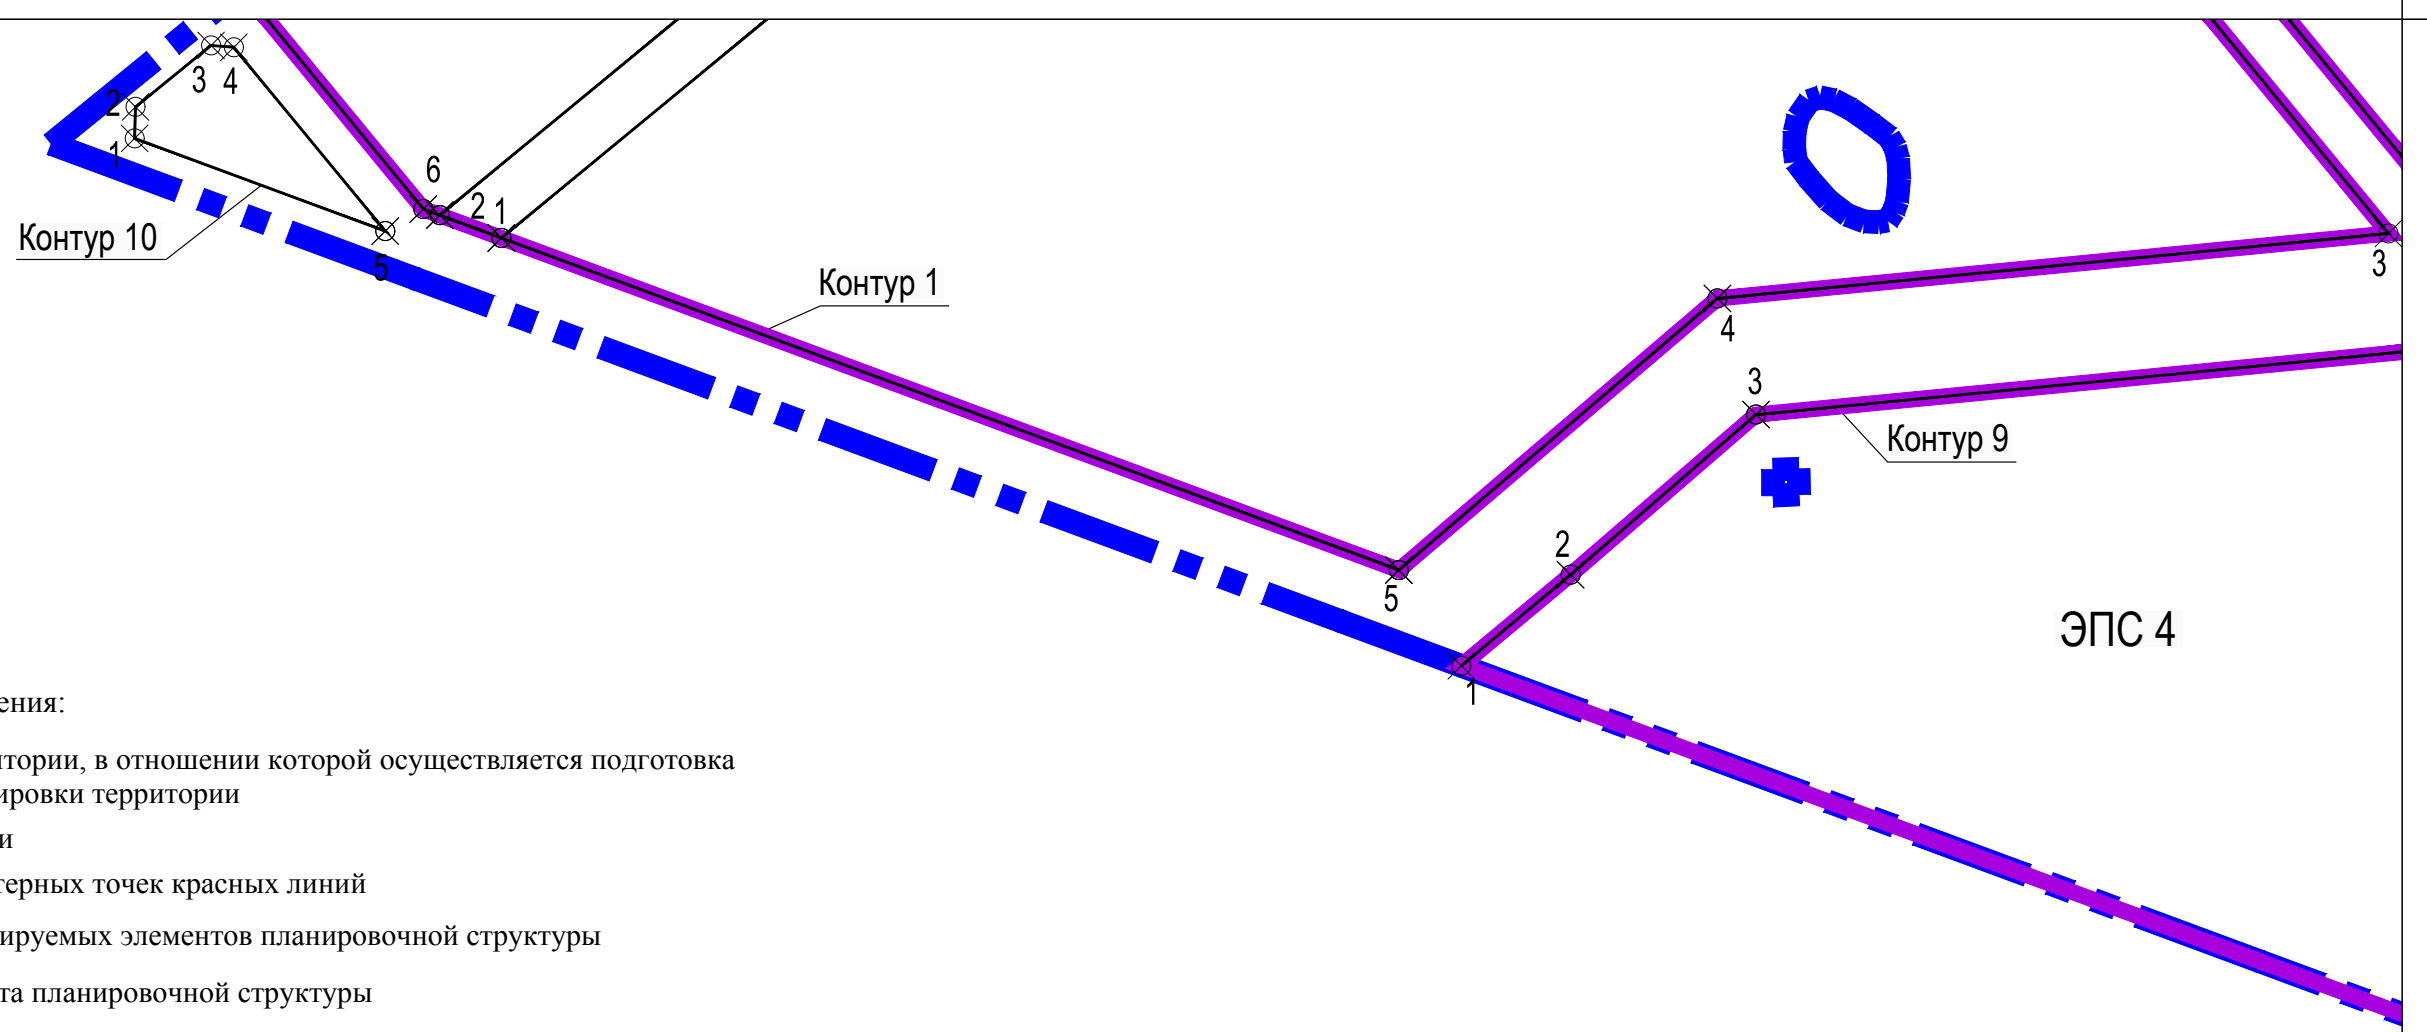 3
4
2
1
6
2 1
Контур 10
5
Контур 1
3
4
3
Контур 9
2
5
ЭПС 4
1
ения:
тории, в отношении которой осуществляется подготовка
ировки территории
и
терных точек красных линий
ируемых элементов планировочной структуры
та планировочной структуры